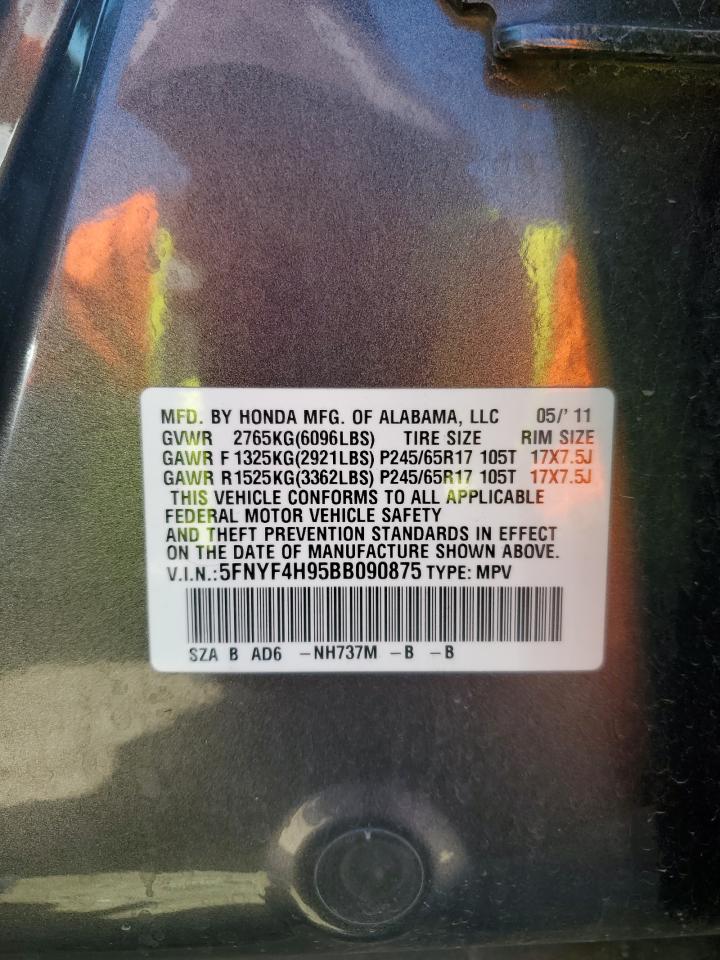 MFD. BY HONDA MFG. OF ALABAMA, LLC 05/' 11
GVWR 2765KG(6096LBS) TIRE SIZE RIM SIZE
GAWR F 1325KG(2921LBS) P245/65R17 105T 17X7.5J
GAWR R 1525KG(3362LBS) P245/65R17 105T 17X7.5J
THIS VEHICLE CONFORMS TO ALL APPLICABLE
FEDERAL MOTOR VEHICLE SAFETY
AND THEFT PREVENTION STANDARDS IN EFFECT
ON THE DATE OF MANUFACTURE SHOWN ABOVE.
V.I.N.:5FNYF4H95BB090875 TYPE: MPV
SZA B AD6 -NH737M -B -B